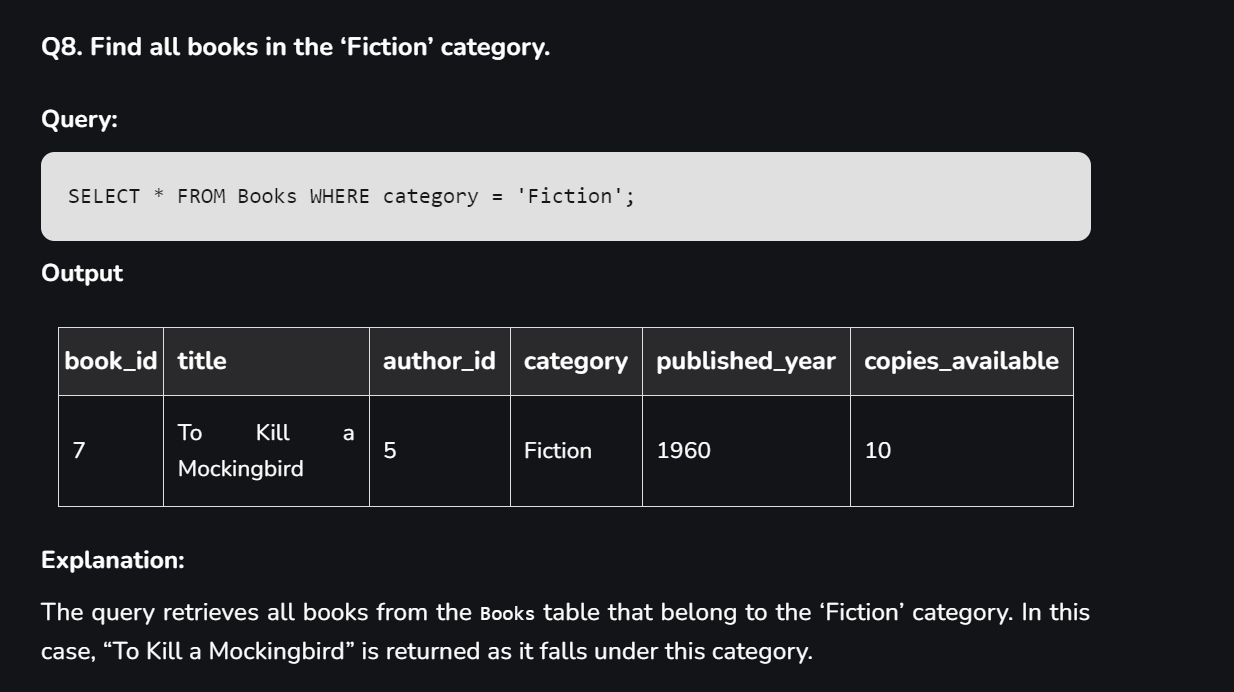 Q8. Find all books in the ‘Fiction’ category.
Query:
SELECT * FROM Books WHERE category = 'Fiction';
Output
book_id title author_id category published_year copies_available
7 To Kill a Mockingbird 5 Fiction 1960 10
Explanation:
The query retrieves all books from the Books table that belong to the ‘Fiction’ category. In this
case, “To Kill a Mockingbird” is returned as it falls under this category.